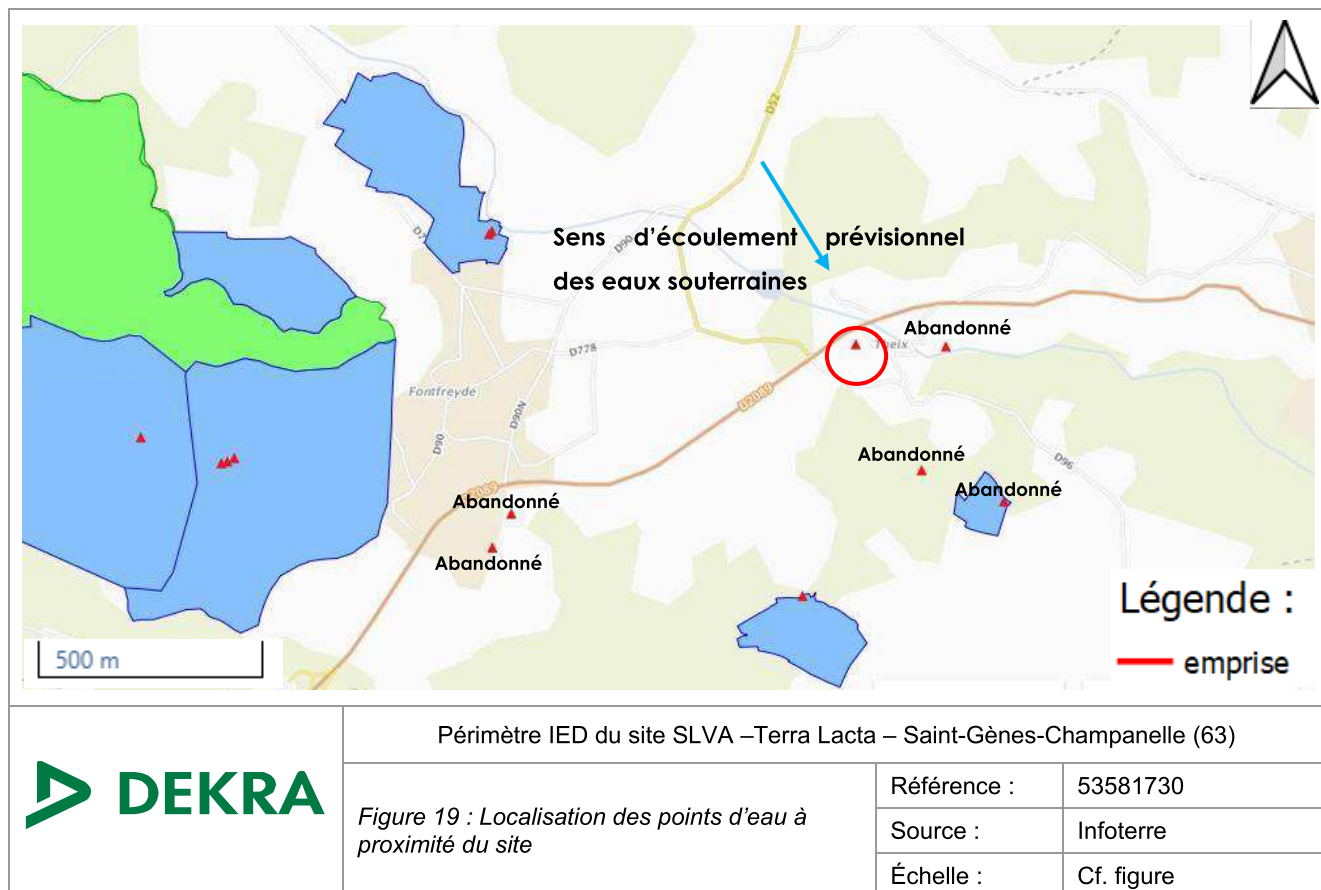 D52
Sens d'écoulement prévisionnel
des eaux souterraines
D90
D778
Fontfreyde
D90N
D90
D2089
Theix
Abandonné
D96
Abandonné
Abandonné
Abandonné
Abandonné
500 m
Légende :
emprise
DEKRA
Périmètre IED du site SLVA –Terra Lacta – Saint-Gènes-Champanelle (63)
Figure 19 : Localisation des points d'eau à
proximité du site
Référence :
53581730
Source :
Infoterre
Échelle :
Cf. figure